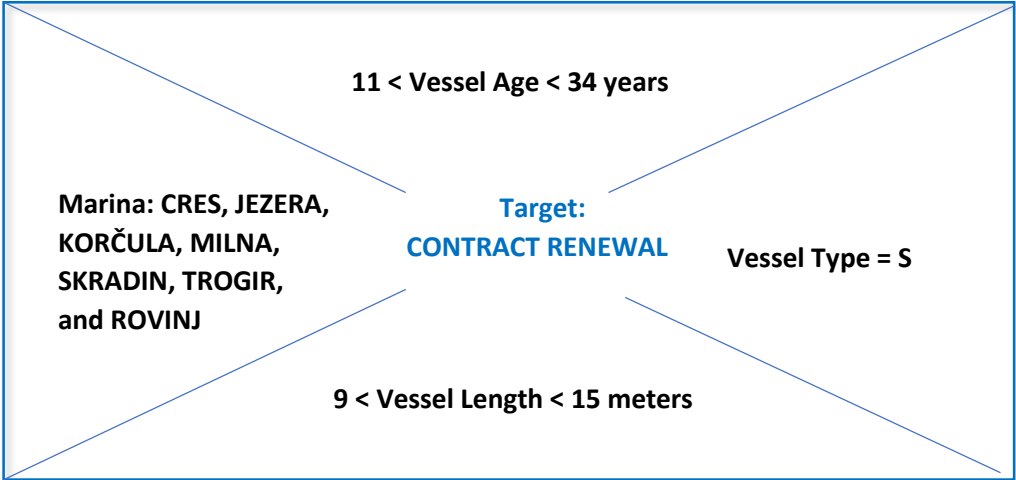 11 < Vessel Age < 34 years
Marina: CRES, JEZERA,
KORČULA, MILNA,
SKRADIN, TROGIR,
and ROVINJ
Target:
CONTRACT RENEWAL
Vessel Type = S
9 < Vessel Length < 15 meters